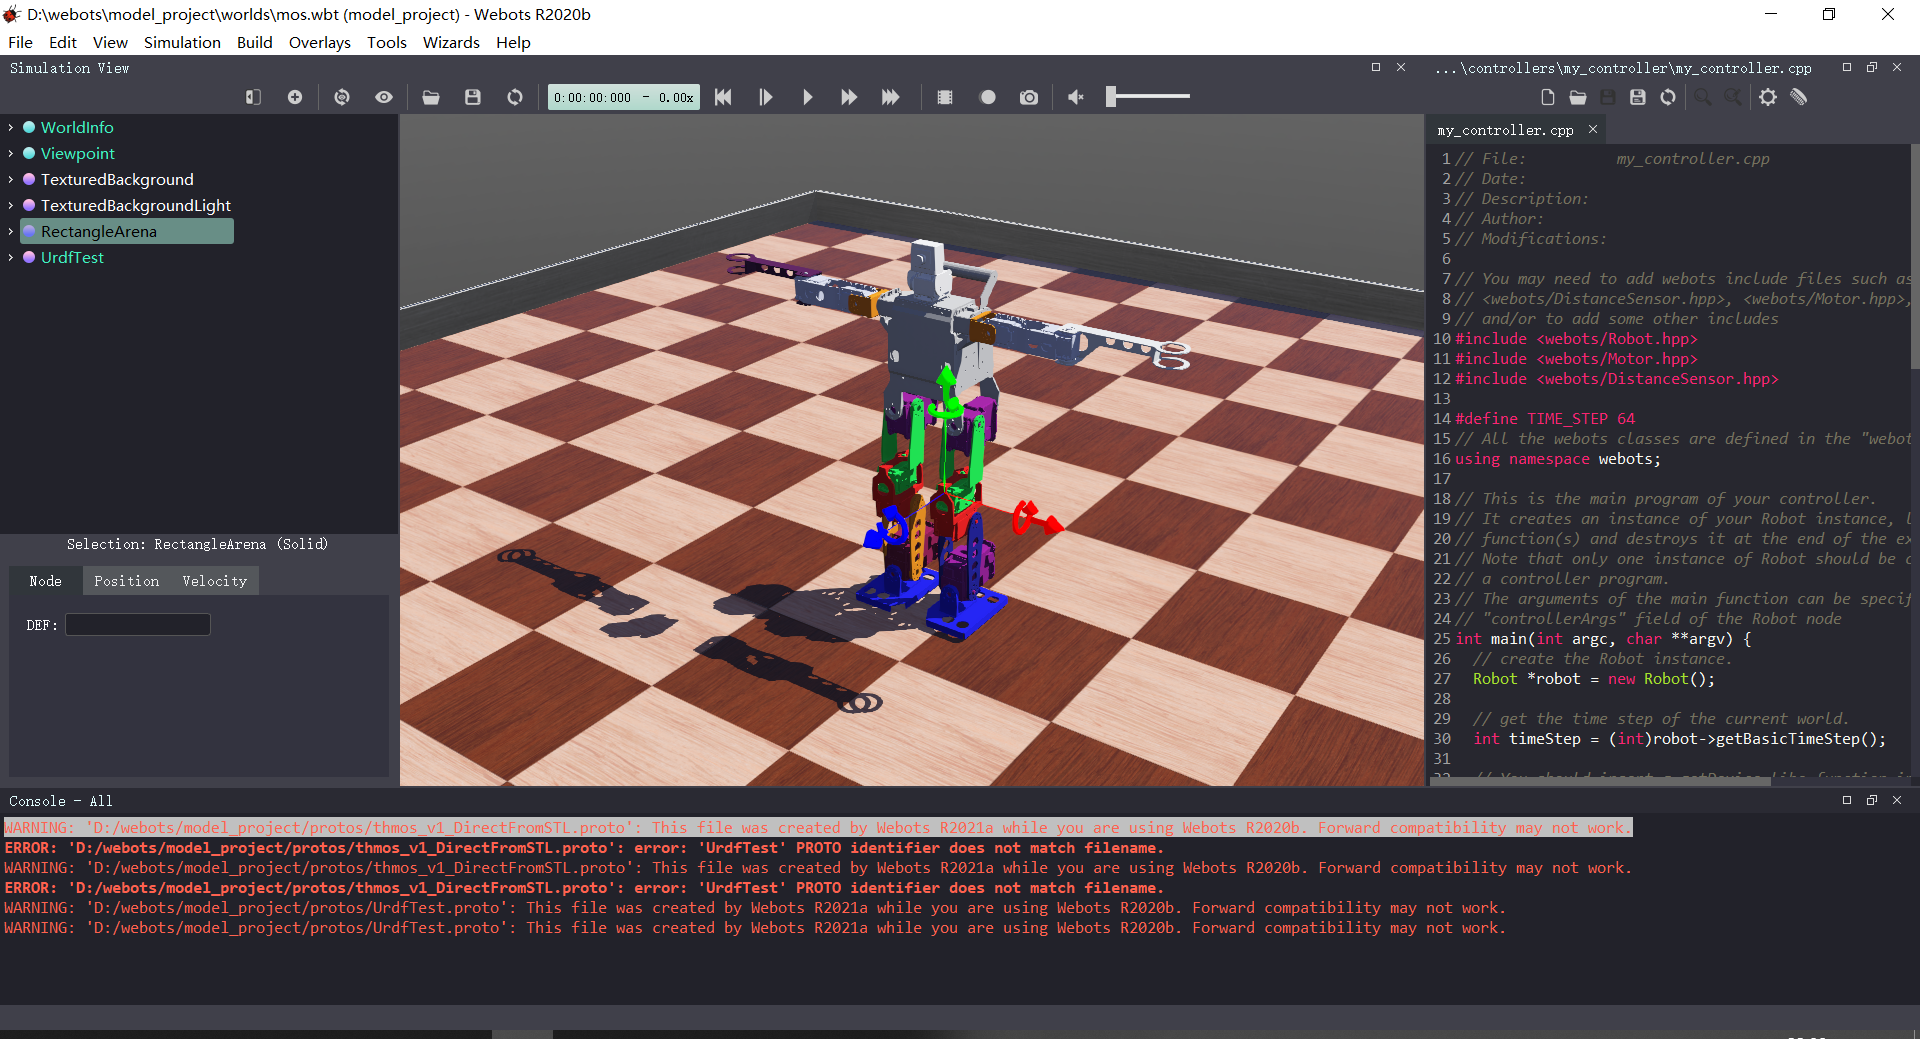 D:\webots\model_project\worlds\mos.wbt (model_project) - Webots R2020b
File Edit View Simulation Build Overlays Tools Wizards Help
Simulation View
...\controllers\my_controller\my_controller.cpp
0:00:00:000 - 0.00x
WorldInfo
Viewpoint
TexturedBackground
TexturedBackgroundLight
RectangleArena
UrdfTest
Selection: RectangleArena (Solid)
Node Position Velocity
DEF:
my_controller.cpp
1 // File: my_controller.cpp
2 // Date:
3 // Description:
4 // Author:
5 // Modifications:
6
7 // You may need to add webots include files such as
8 // <webots/DistanceSensor.hpp>, <webots/Motor.hpp>,
9 // and/or to add some other includes
10 #include <webots/Robot.hpp>
11 #include <webots/Motor.hpp>
12 #include <webots/DistanceSensor.hpp>
13
14 #define TIME_STEP 64
15 // All the webots classes are defined in the "webot
16 using namespace webots;
17
18 // This is the main program of your controller.
19 // It creates an instance of your Robot instance, l
20 // function(s) and destroys it at the end of the ex
21 // Note that only one instance of Robot should be c
22 // a controller program.
23 // The arguments of the main function can be specif
24 // "controllerArgs" field of the Robot node
25 int main(int argc, char **argv) {
26 // create the Robot instance.
27 Robot *robot = new Robot();
28
29 // get the time step of the current world.
30 int timeStep = (int)robot->getBasicTimeStep();
31
Console - All
WARNING: 'D:/webots/model_project/protos/thmos_v1_DirectFromSTL.proto': This file was created by Webots R2021a while you are using Webots R2020b. Forward compatibility may not work.
ERROR: 'D:/webots/model_project/protos/thmos_v1_DirectFromSTL.proto': error: 'UrdfTest' PROTO identifier does not match filename.
WARNING: 'D:/webots/model_project/protos/thmos_v1_DirectFromSTL.proto': This file was created by Webots R2021a while you are using Webots R2020b. Forward compatibility may not work.
ERROR: 'D:/webots/model_project/protos/thmos_v1_DirectFromSTL.proto': error: 'UrdfTest' PROTO identifier does not match filename.
WARNING: 'D:/webots/model_project/protos/UrdfTest.proto': This file was created by Webots R2021a while you are using Webots R2020b. Forward compatibility may not work.
WARNING: 'D:/webots/model_project/protos/UrdfTest.proto': This file was created by Webots R2021a while you are using Webots R2020b. Forward compatibility may not work.